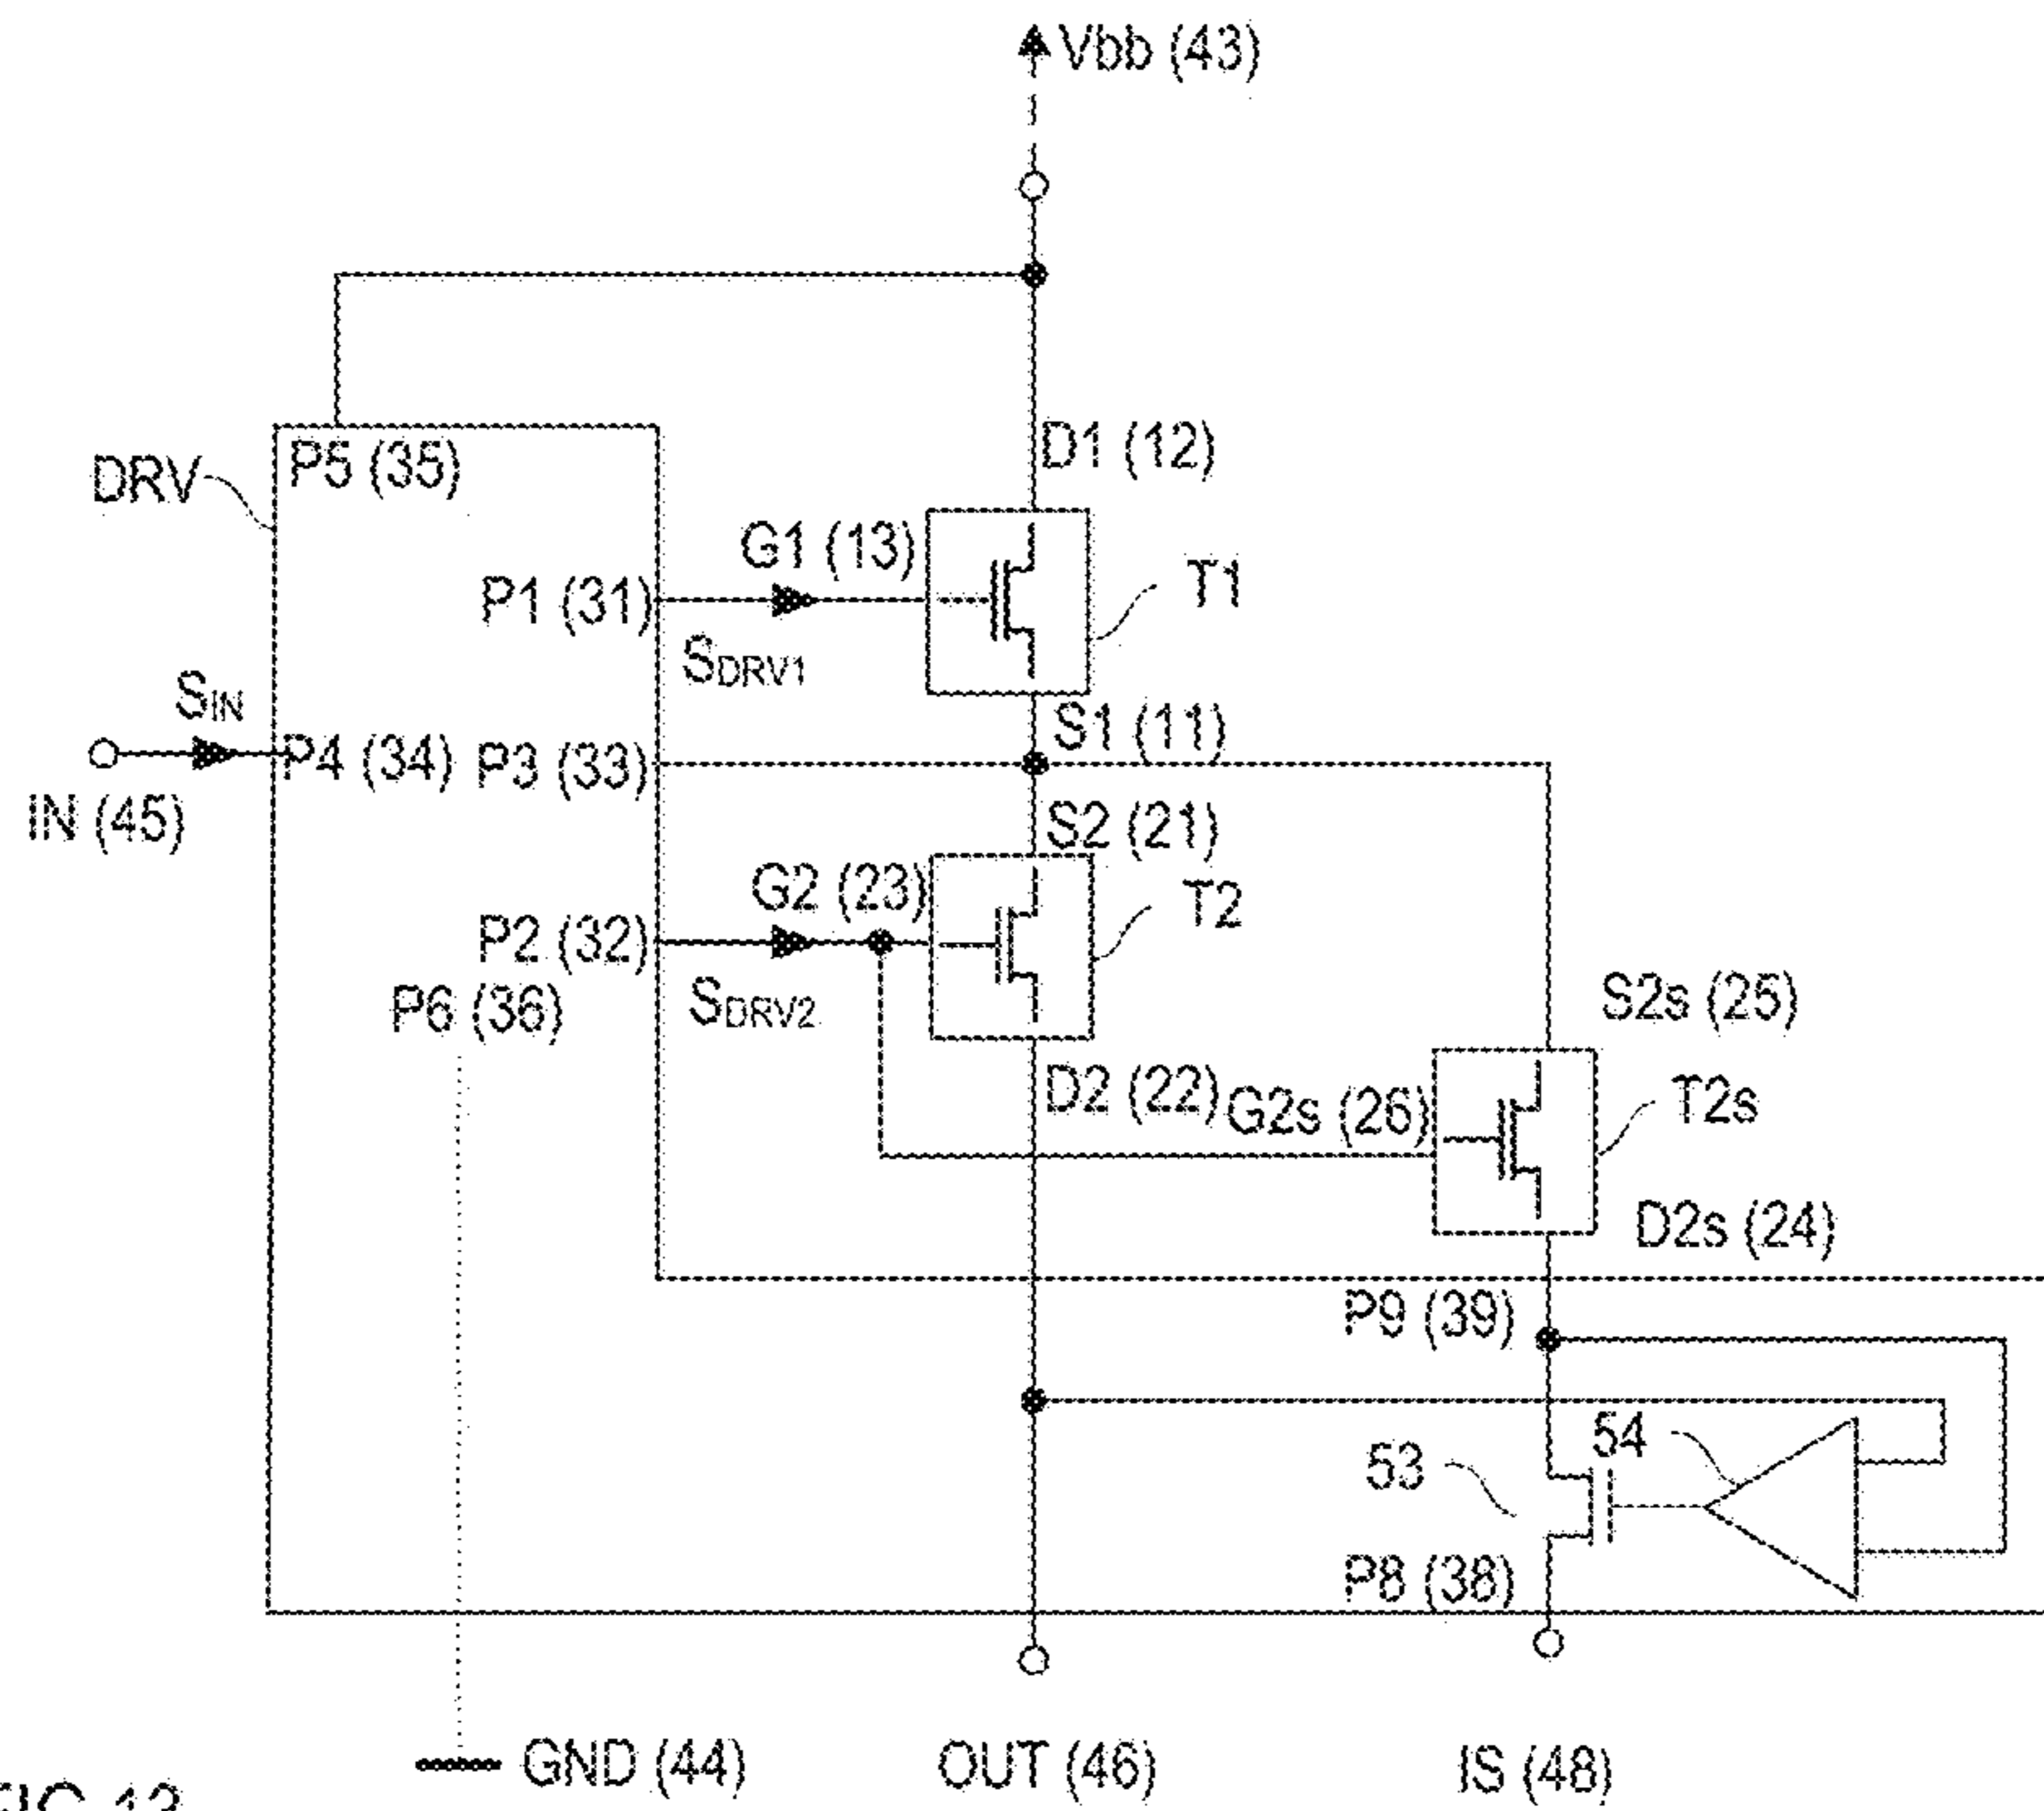 Vbb (43)
D1 (12)
DRV
P5 (35)
G1 (13)
T1
P1 (31)
SDRV1
SIN
S1 (11)
P4 (34)
P3 (33)
IN (45)
S2 (21)
G2 (23)
T2
P2 (32)
S2s (25)
P6 (36)
SDRV2
D2 (22)
G2s (26)
T2s
D2s (24)
P9 (39)
54
53
P8 (38)
GND (44)
OUT (46)
IS (48)